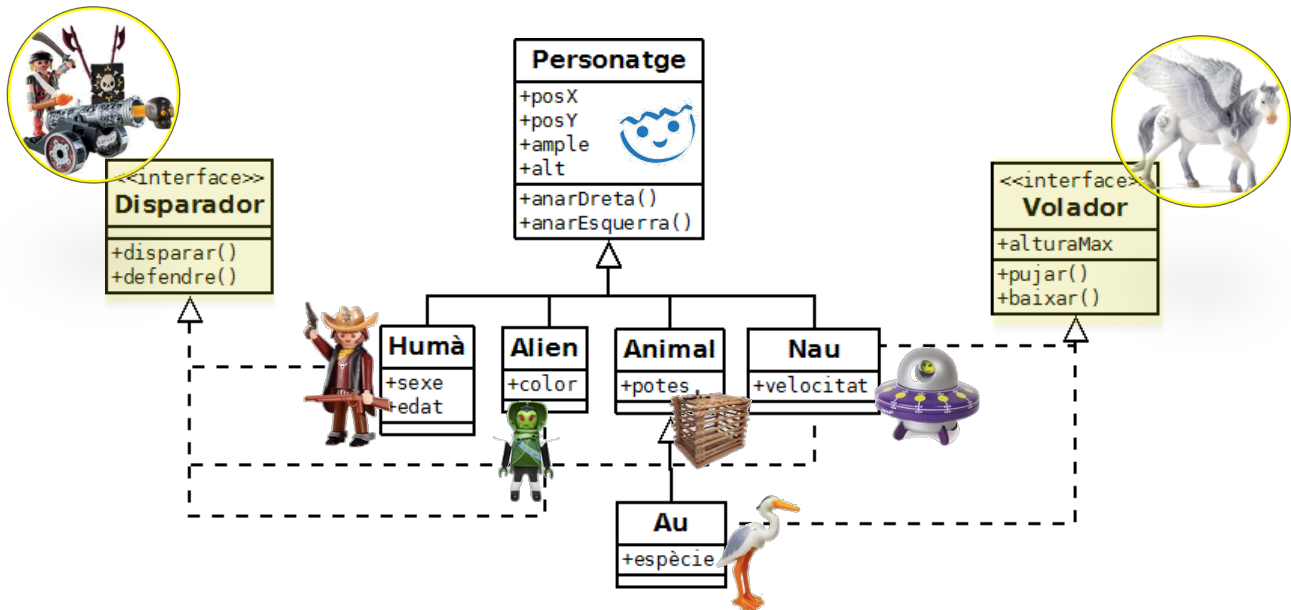 Personatge
+posX
+posY
+ample
+alt
+anarDreta()
+anarEsquerra()
<<interface>>
Disparador
+disparar()
+defendre()
<<interface>>
Volador
+alturaMax
+pujar()
+baixar()
Humà
+sexe
+edat
Alien
+color
Animal
+potes
Nau
+velocitat
Au
+espècie